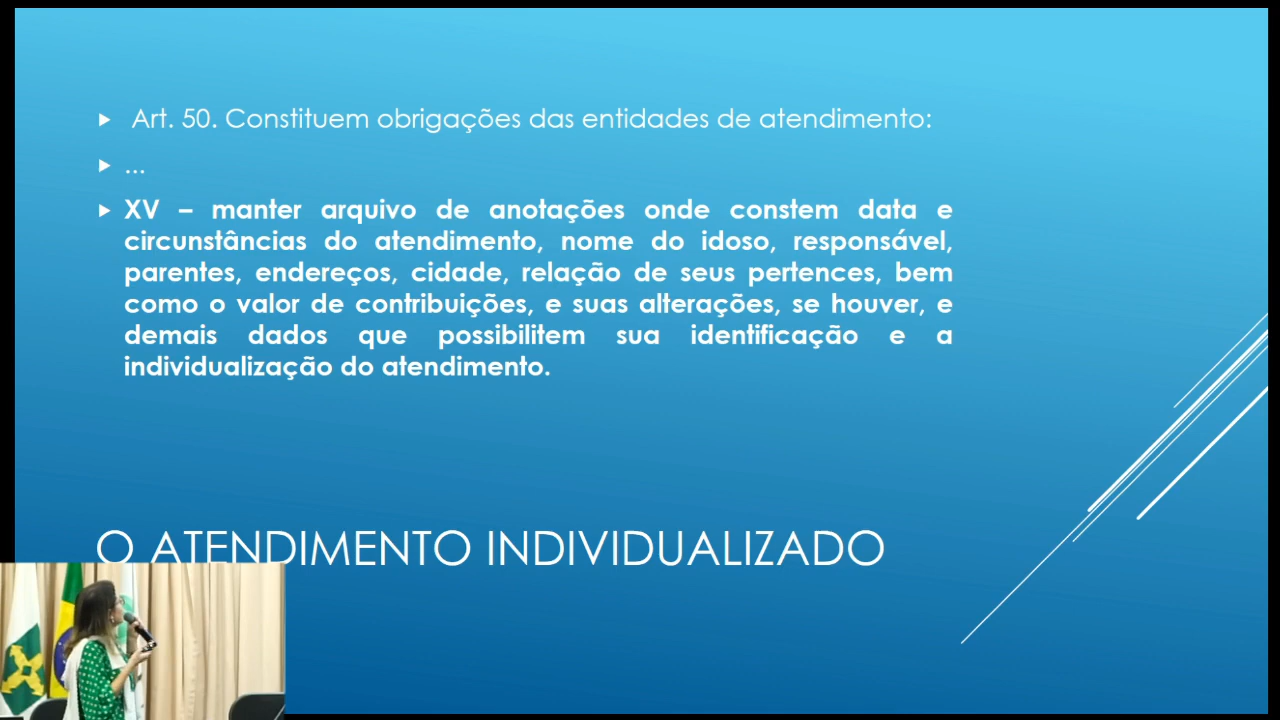 Art. 50. Constituem obrigações das entidades de atendimento:
...
XV – manter arquivo de anotações onde constem data e
circunstâncias do atendimento, nome do idoso, responsável,
parentes, endereços, cidade, relação de seus pertences, bem
como o valor de contribuições, e suas alterações, se houver, e
demais dados que possibilitem sua identificação e a
individualização do atendimento.
O ATENDIMENTO INDIVIDUALIZADO